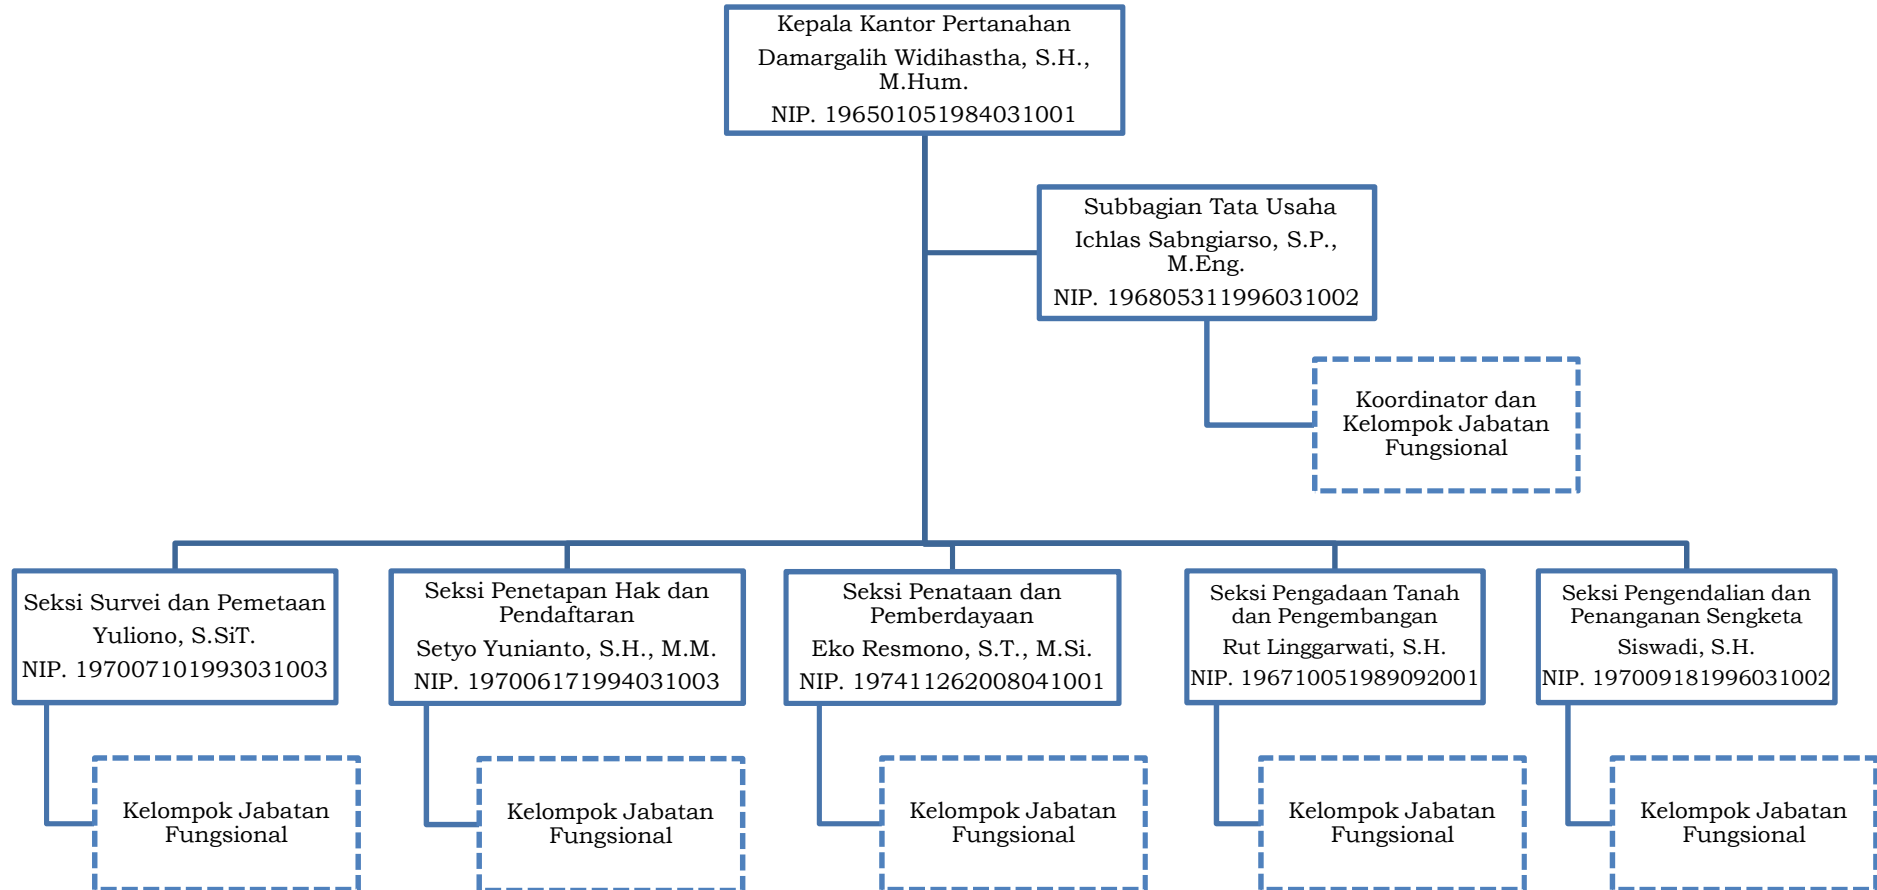 Kepala Kantor Pertanahan
Damargalih Widihastha, S.H.,
M.Hum.
NIP. 196501051984031001
Subbagian Tata Usaha
Ichlas Sabngiarso, S.P.,
M.Eng.
NIP. 196805311996031002
Koordinator dan
Kelompok Jabatan
Fungsional
Seksi Survei dan Pemetaan
Yuliono, S.SiT.
NIP. 197007101993031003
Seksi Penetapan Hak dan
Pendaftaran
Setyo Yunianto, S.H., M.M.
NIP. 197006171994031003
Seksi Penataan dan
Pemberdayaan
Eko Resmono, S.T., M.Si.
NIP. 197411262008041001
Seksi Pengadaan Tanah
dan Pengembangan
Rut Linggarwati, S.H.
NIP. 196710051989092001
Seksi Pengendalian dan
Penanganan Sengketa
Siswadi, S.H.
NIP. 197009181996031002
Kelompok Jabatan
Fungsional
Kelompok Jabatan
Fungsional
Kelompok Jabatan
Fungsional
Kelompok Jabatan
Fungsional
Kelompok Jabatan
Fungsional